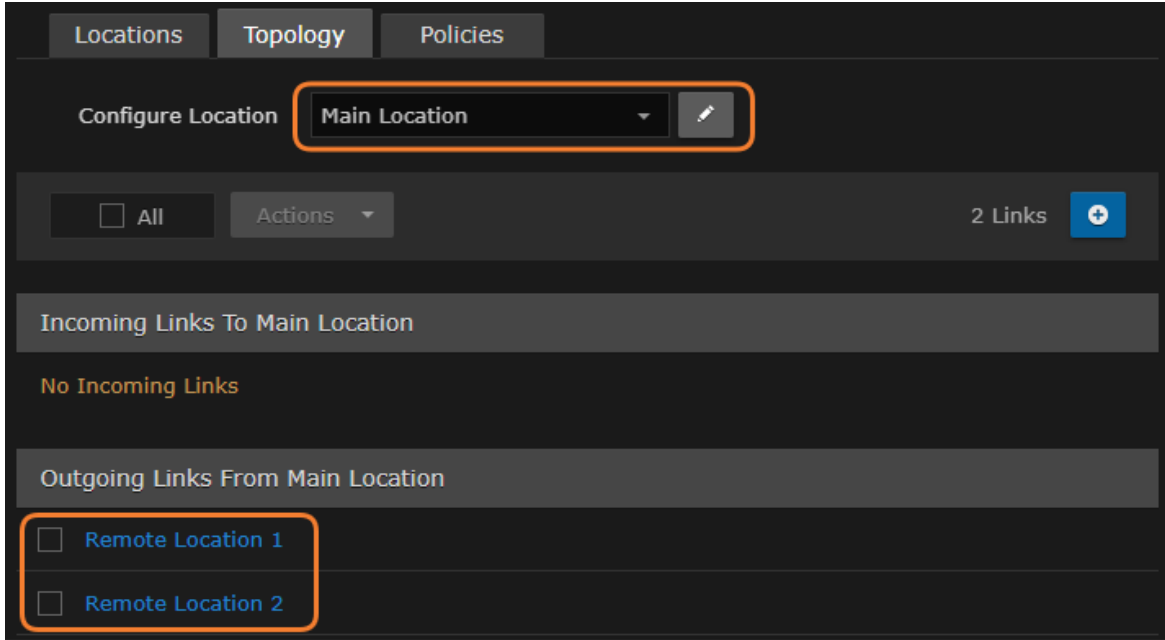 Locations Topology Policies
Configure Location Main Location
All Actions 2 Links
Incoming Links To Main Location
No Incoming Links
Outgoing Links From Main Location
Remote Location 1
Remote Location 2